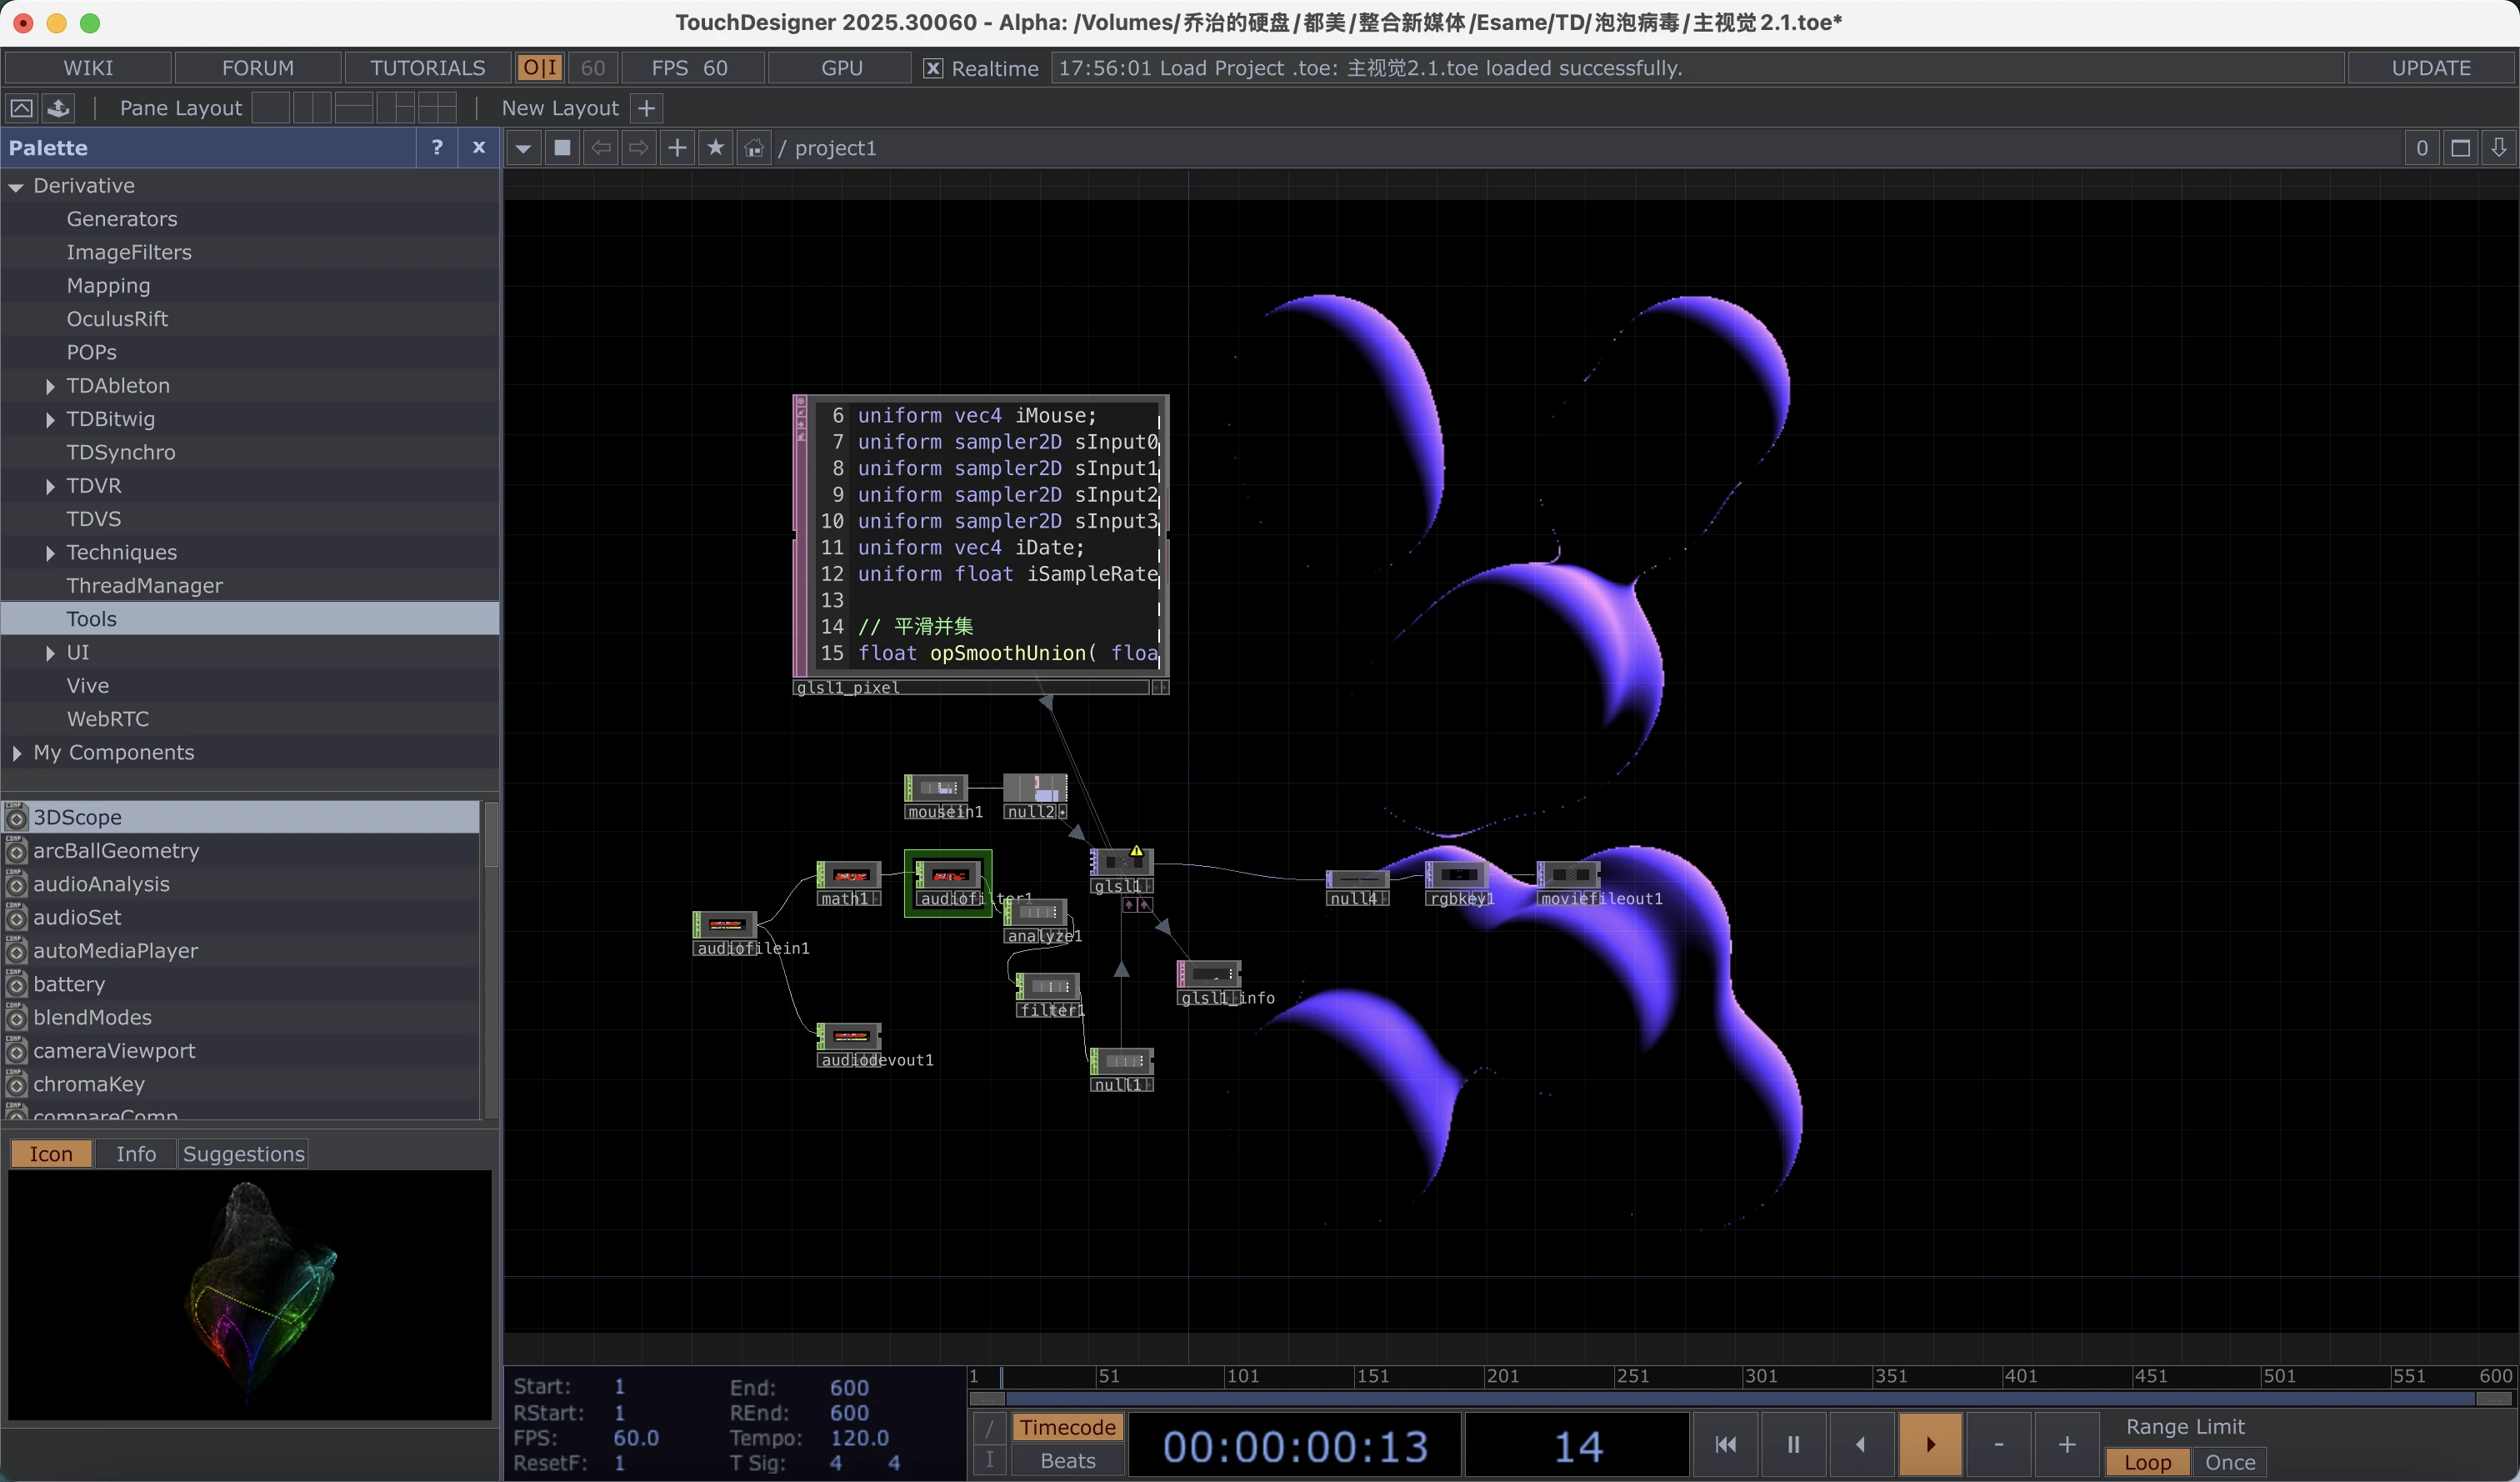 TouchDesigner 2025.30060 - Alpha: /Volumes/乔治的硬盘/都美/整合新媒体/Esame/TD/泡泡病毒/主视觉2.1.toe*
WIKI FORUM TUTORIALS O|I 60 FPS 60 GPU X Realtime 17:56:01 Load Project .toe: 主视觉2.1.toe loaded successfully. UPDATE
Pane Layout New Layout +
Palette ? x
/ project1 0
Derivative
Generators
ImageFilters
Mapping
OculusRift
POPs
TDAbleton
TDBitwig
TDSynchro
TDVR
TDVS
Techniques
ThreadManager
Tools
UI
Vive
WebRTC
My Components
3DScope
arcBallGeometry
audioAnalysis
audioSet
autoMediaPlayer
battery
blendModes
cameraViewport
chromaKey
compareComp
Icon Info Suggestions
6 uniform vec4 iMouse;
7 uniform sampler2D sInput0
8 uniform sampler2D sInput1
9 uniform sampler2D sInput2
10 uniform sampler2D sInput3
11 uniform vec4 iDate;
12 uniform float iSampleRate
13
14 // 平滑并集
15 float opSmoothUnion( floa
glsl1_pixel
mousein1
null2
math1
audiofilter1
glsl1
null4
rgbkey1
moviefileout1
audiofilein1
analyze1
filter1
glsl1_info
audiodevout1
null1
Start: 1 End: 600
RStart: 1 REnd: 600
FPS: 60.0 Tempo: 120.0
ResetF: 1 T Sig: 4 4
1 51 101 151 201 251 301 351 401 451 501 551 600
/ Timecode
I Beats
00:00:00:13
14
- +
Range Limit
Loop Once